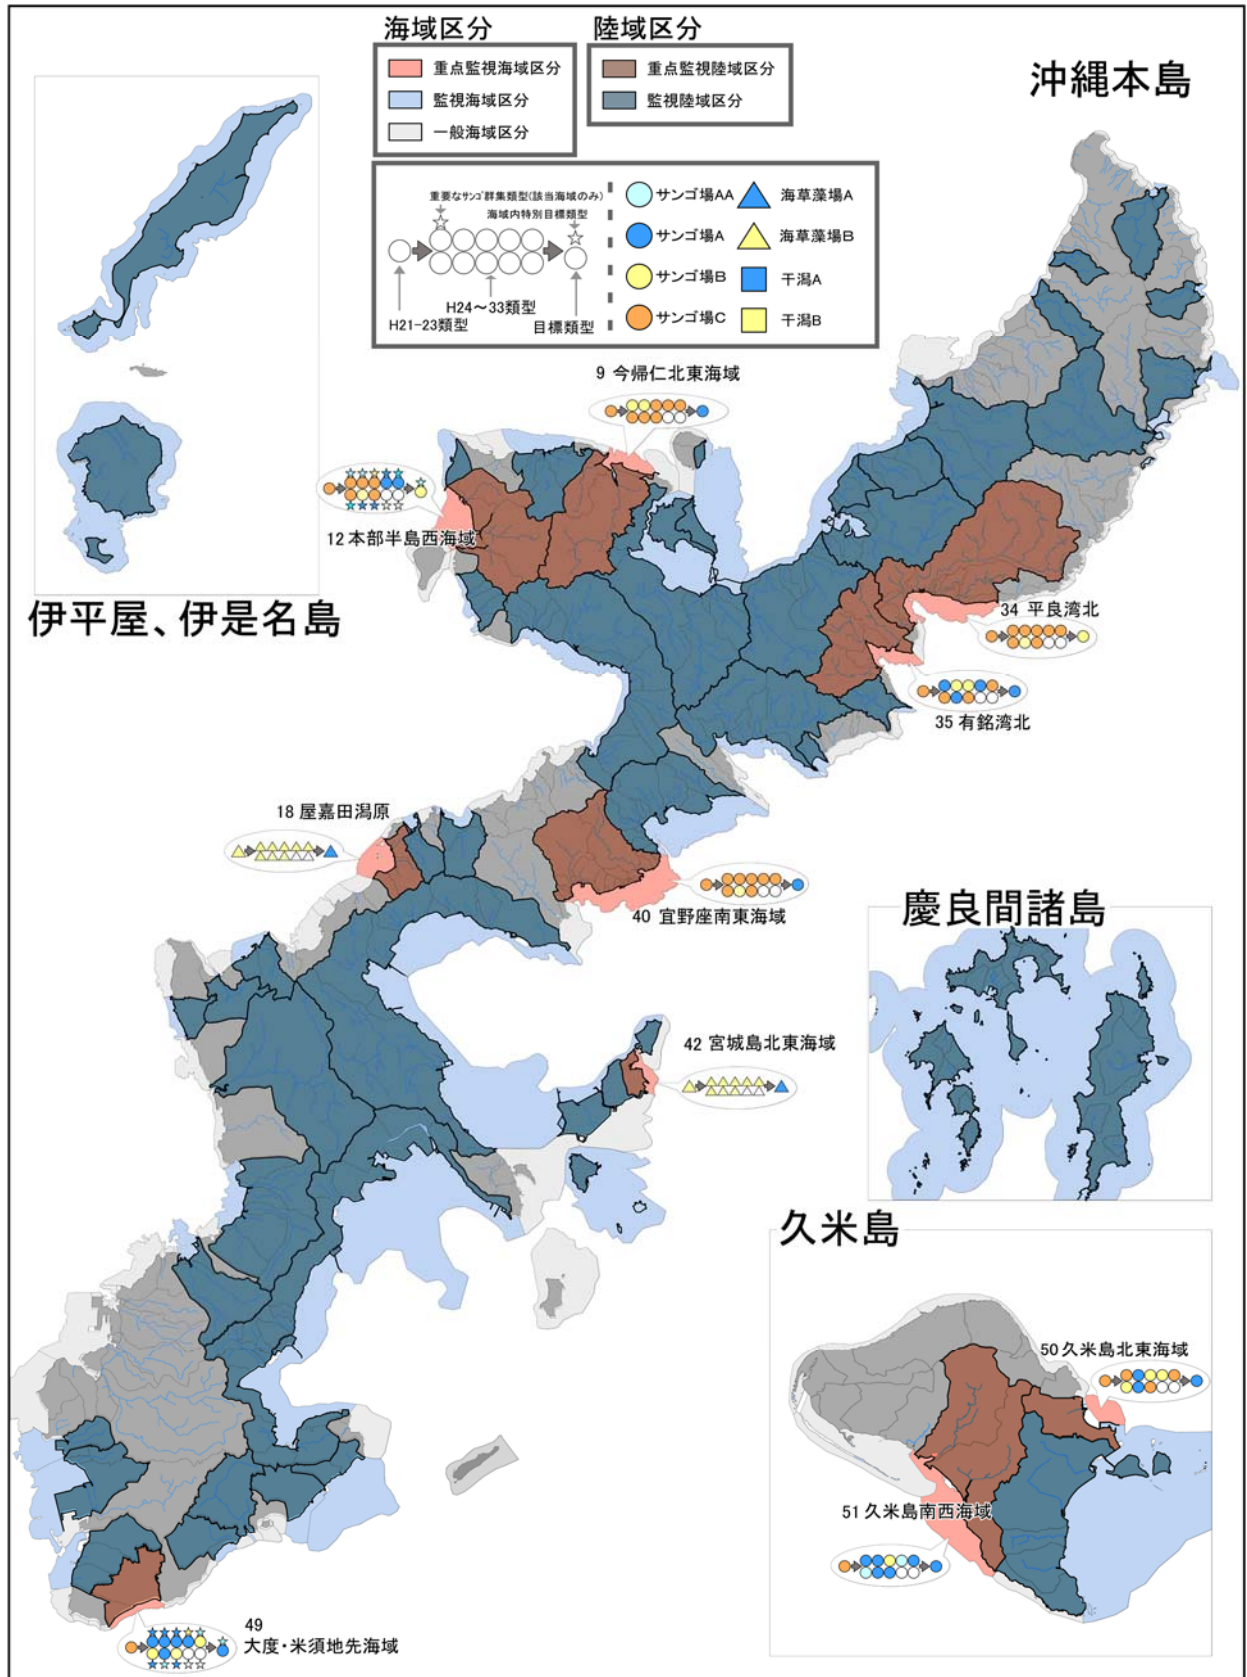 海域区分
重点監視海域区分
監視海域区分
一般海域区分
陸域区分
重点監視陸域区分
監視陸域区分
沖縄本島
重要なサンゴ群集類型(該当海域のみ)
海域内特別目標類型
H24～33類型
H21-23類型
目標類型
サンゴ場AA
海草藻場A
サンゴ場A
海草藻場B
サンゴ場B
干潟A
サンゴ場C
干潟B
9 今帰仁北東海域
12 本部半島西海域
伊平屋、伊是名島
34 平良湾北
35 有銘湾北
18 屋嘉田潟原
40 宜野座南東海域
慶良間諸島
42 宮城島北東海域
久米島
50 久米島北東海域
51 久米島南西海域
49
大度・米須地先海域